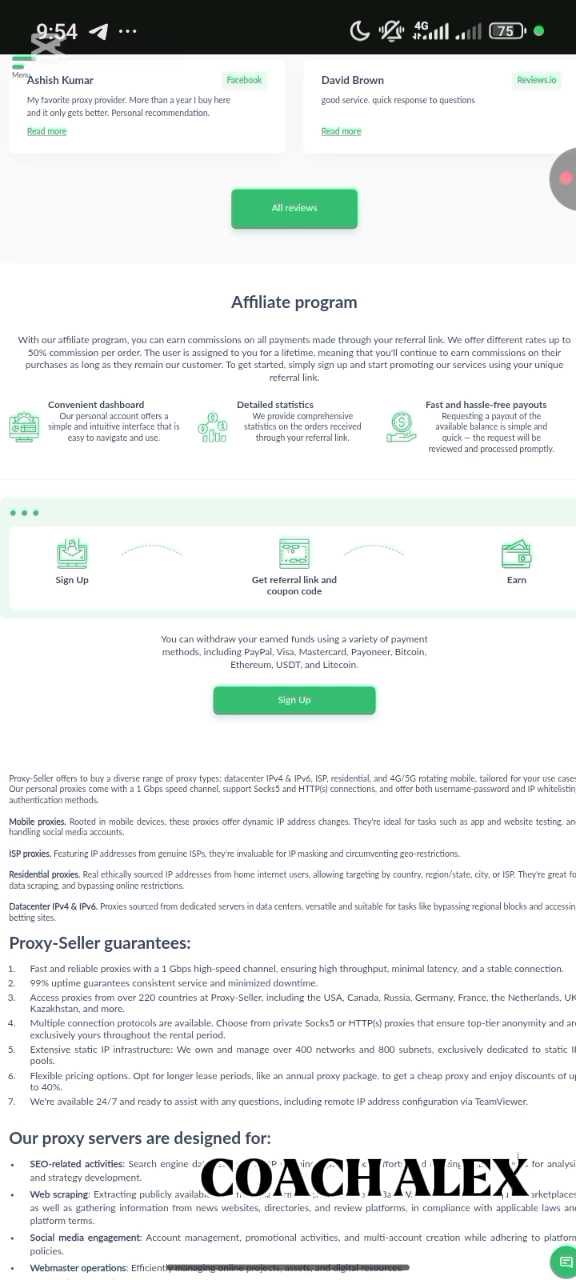 9:54
4G
75
Menu
Ashish Kumar
Facebook
My favorite proxy provider. More than a year I buy here
and it only gets better. Personal recommendation.
Read more
David Brown
Reviews.io
good service. quick response to questions
Read more
All reviews
Affiliate program
With our affiliate program, you can earn commissions on all payments made through your referral link. We offer different rates up to
50% commission per order. The user is assigned to you for a lifetime, meaning that you'll continue to earn commissions on their
purchases as long as they remain our customer. To get started, simply sign up and start promoting our services using your unique
referral link.
Convenient dashboard
Our personal account offers a
simple and intuitive interface that is
easy to navigate and use.
Detailed statistics
We provide comprehensive
statistics on the orders received
through your referral link.
Fast and hassle-free payouts
Requesting a payout of the
available balance is simple and
quick — the request will be
reviewed and processed promptly.
Sign Up
Get referral link and
coupon code
Earn
You can withdraw your earned funds using a variety of payment
methods, including PayPal, Visa, Mastercard, Payoneer, Bitcoin,
Ethereum, USDT, and Litecoin.
Sign Up
Proxy-Seller offers to buy a diverse range of proxy types: datacenter IPv4 & IPv6, ISP, residential, and 4G/5G rotating mobile, tailored for your use cases
Our personal proxies come with a 1 Gbps speed channel, support Socks5 and HTTP(s) connections, and offer both username-password and IP whitelistin
authentication methods.
Mobile proxies. Rooted in mobile devices, these proxies offer dynamic IP address changes. They're ideal for tasks such as app and website testing, an
handling social media accounts.
ISP proxies. Featuring IP addresses from genuine ISPs, they're invaluable for IP masking and circumventing geo-restrictions.
Residential proxies. Real ethically sourced IP addresses from home internet users, allowing targeting by country, region/state, city, or ISP. They're great fo
data scraping, and bypassing online restrictions.
Datacenter IPv4 & IPv6. Proxies sourced from dedicated servers in data centers, versatile and suitable for tasks like bypassing regional blocks and accessin
betting sites.
Proxy-Seller guarantees:
1. Fast and reliable proxies with a 1 Gbps high-speed channel, ensuring high throughput, minimal latency, and a stable connection.
2. 99% uptime guarantees consistent service and minimized downtime.
3. Access proxies from over 220 countries at Proxy-Seller, including the USA, Canada, Russia, Germany, France, the Netherlands, UK
Kazakhstan, and more.
4. Multiple connection protocols are available. Choose from private Socks5 or HTTP(s) proxies that ensure top-tier anonymity and are
exclusively yours throughout the rental period.
5. Extensive static IP infrastructure: We own and manage over 400 networks and 800 subnets, exclusively dedicated to static I
pools.
6. Flexible pricing options. Opt for longer lease periods, like an annual proxy package, to get a cheap proxy and enjoy discounts of up
to 40%.
7. We're available 24/7 and ready to assist with any questions, including remote IP address configuration via TeamViewer.
Our proxy servers are designed for:
• SEO-related activities: Search engine for analysi
and strategy development.
COACH ALEX
• Web scraping: Extracting publicly
as well as gathering information from news websites, directories, and review platforms, in compliance with applicable laws an
platform terms.
• Social media engagement: Account management, promotional activities, and multi-account creation while adhering to platform
policies.
• Webmaster operations: Efficiently managing online projects, assets, and digital resources.